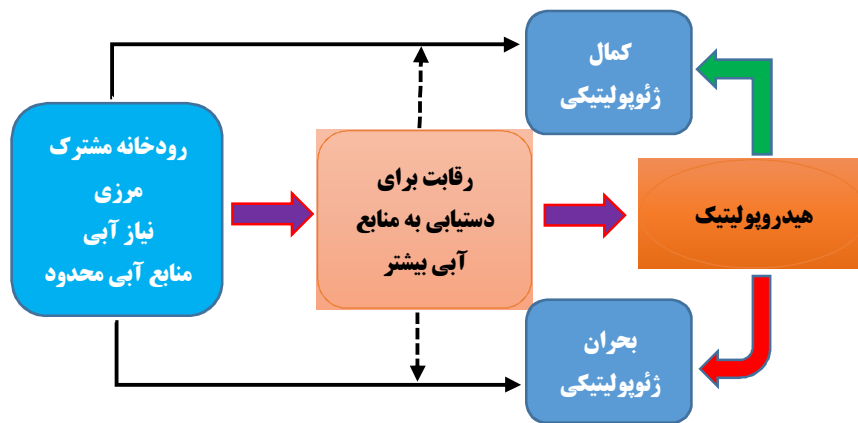 کمال
ژئوپولیتیکی
رودخانه مشترک
مرزی
نیاز آبی
منابع آبی محدود
رقابت برای
دستیابی به منابع
آبی بیشتر
هیدروپولیتیک
بحران
ژئوپولیتیکی